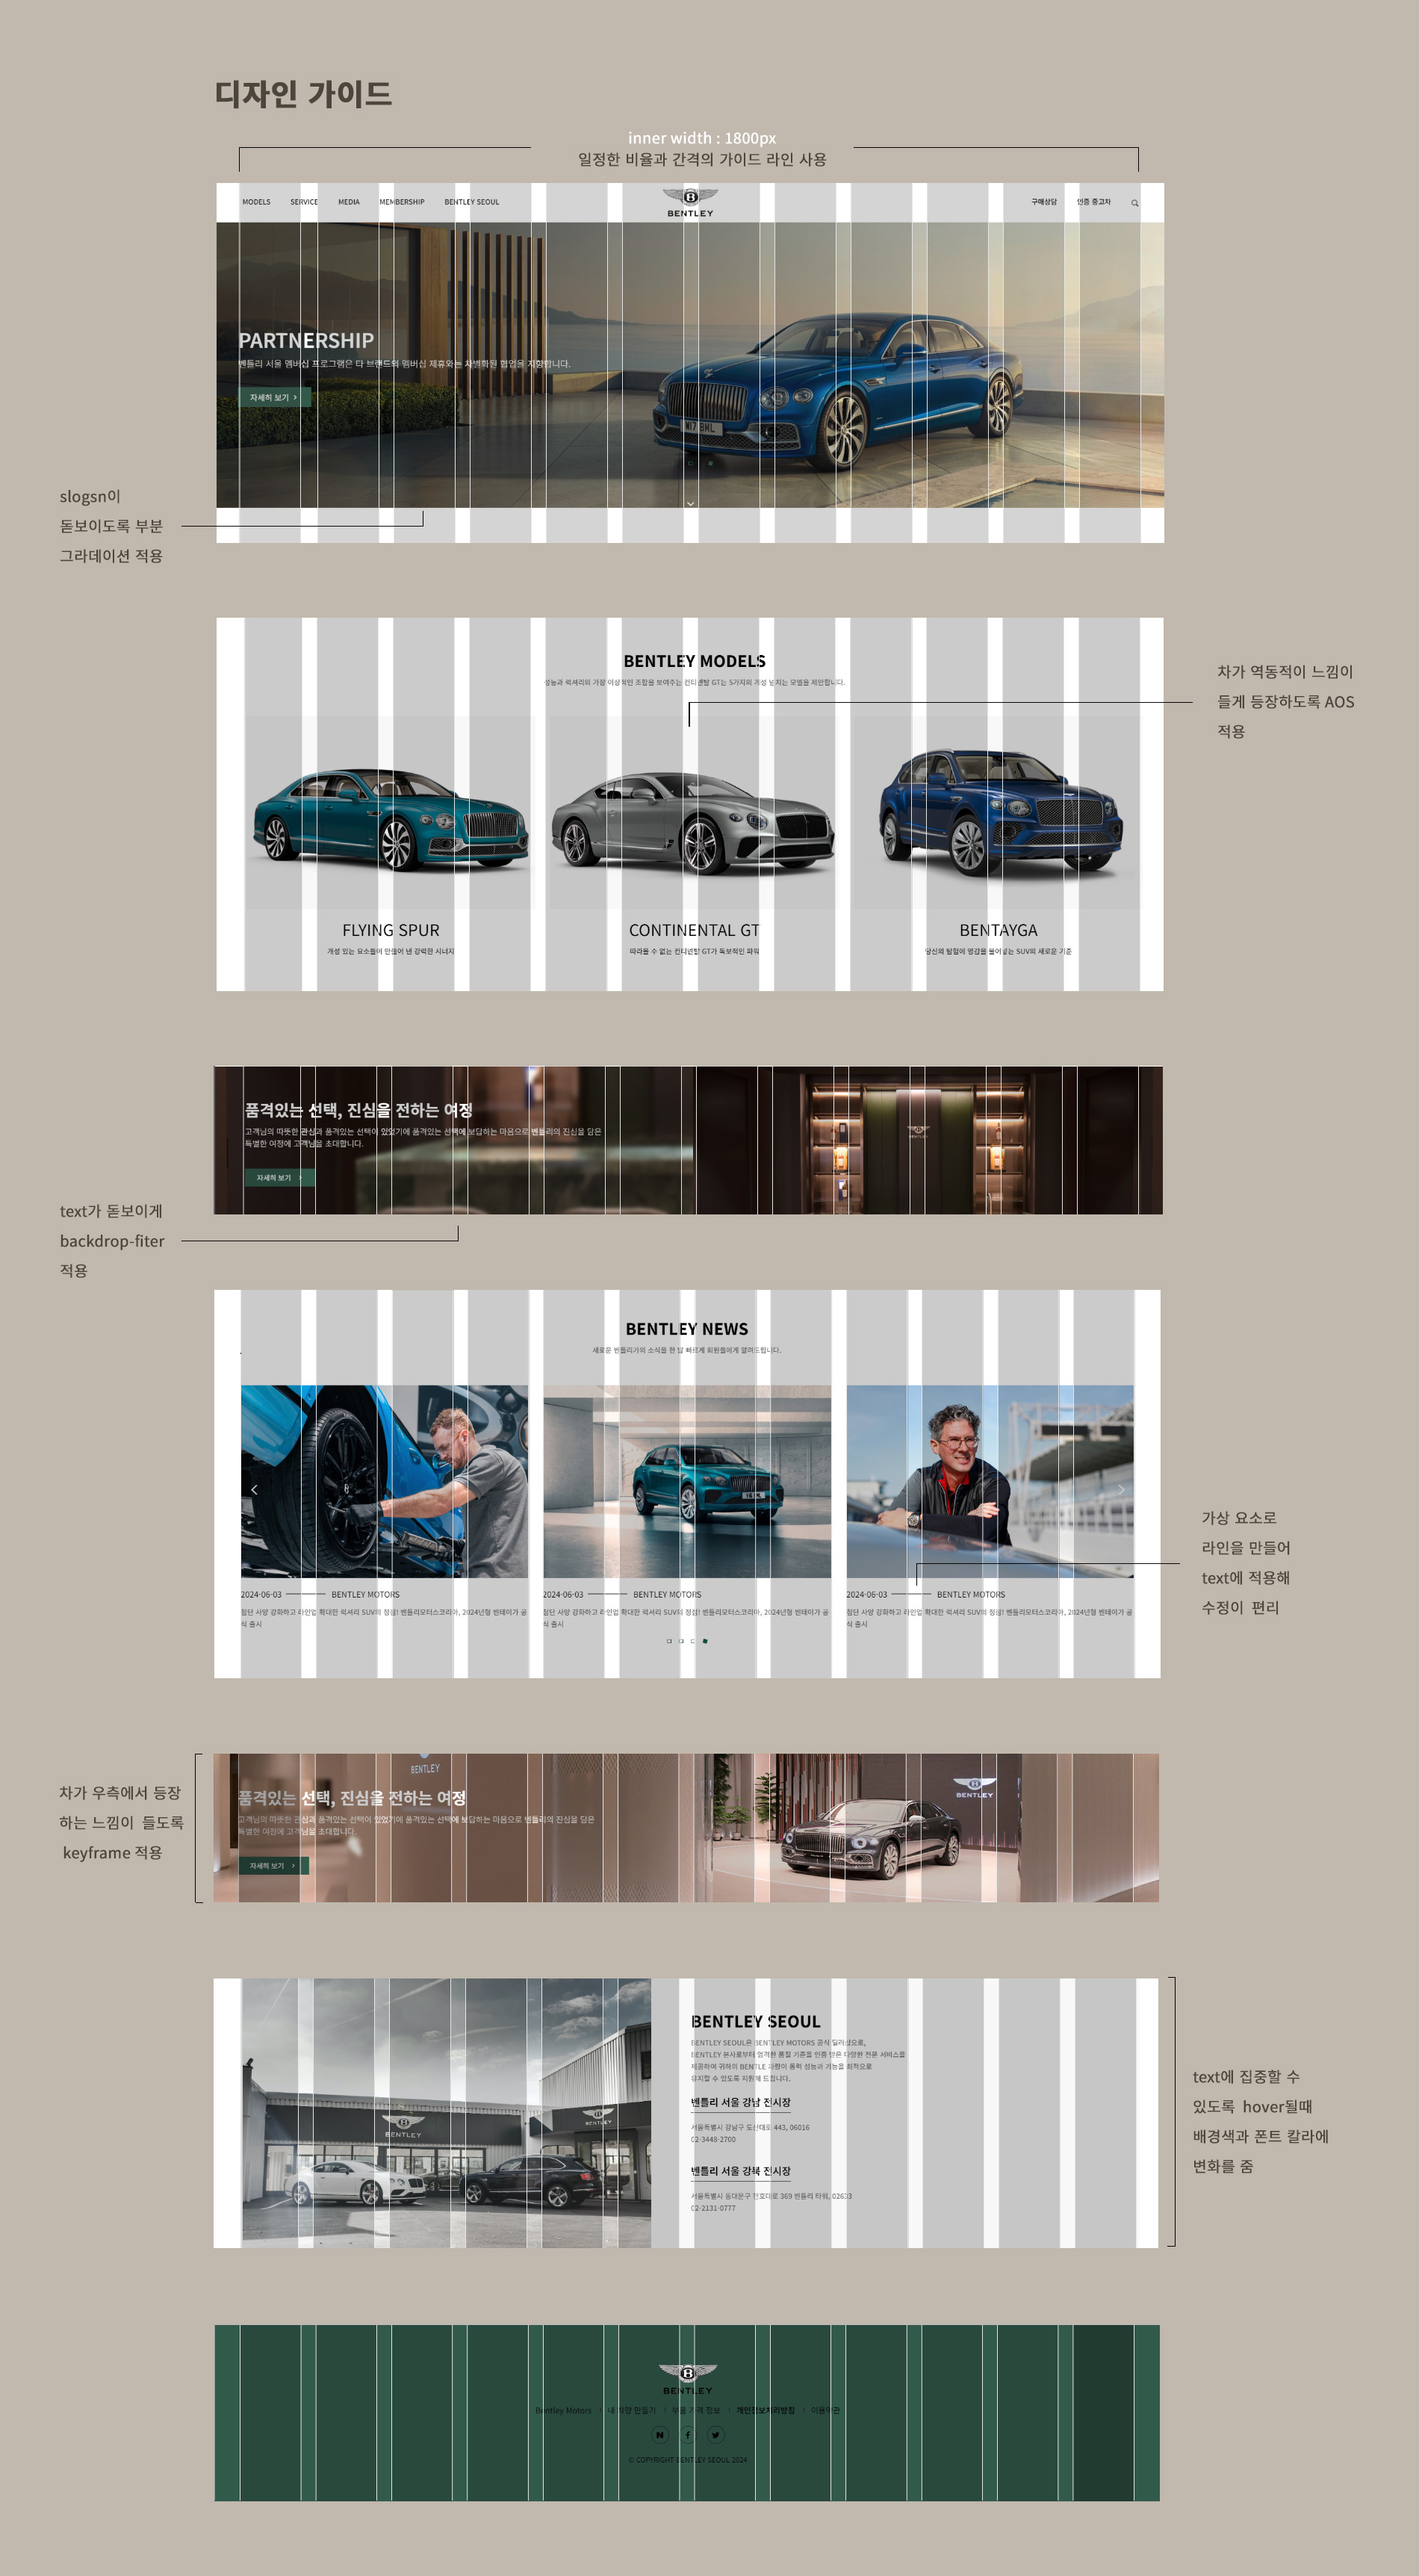 디자인 가이드
inner width : 1800px
일정한 비율과 간격의 가이드 라인 사용
MODELS SERVICE MEDIA MEMBERSHIP BENTLEY SEOUL
BENTLEY
구매상담 인증 중고차
PARTNERSHIP
벤틀리 서울 멤버십 프로그램은 타 브랜드의 멤버십 제휴와는 차별화된 협업을 지향합니다.
자세히 보기
slogsn이
돋보이도록 부분
그라데이션 적용
BENTLEY MODELS
성능과 럭셔리의 가장 이상적인 조합을 보여주는 컨티넨탈 GT는 5가지의 개성 넘치는 모델을 제안합니다.
차가 역동적이 느낌이
들게 등장하도록 AOS
적용
FLYING SPUR
개성 있는 요소들이 만들어 낸 강력한 시너지
CONTINENTAL GT
따라올 수 없는 컨티넨탈 GT가 독보적인 파워
BENTAYGA
당신의 탐험에 영감을 불어넣는 SUV의 새로운 기준
품격있는 선택, 진심을 전하는 여정
고객님의 따뜻한 관심과 품격있는 선택이 있었기에 품격있는 선택에 보답하는 마음으로 벤틀리의 진심을 담은
특별한 여정에 고객님을 초대합니다.
자세히 보기
text가 돋보이게
backdrop-fiter
적용
BENTLEY NEWS
새로운 벤틀리가의 소식을 한 발 빠르게 회원들에게 알려드립니다.
2024-06-03 BENTLEY MOTORS
첨단 사양 강화하고 라인업 확대한 럭셔리 SUV의 정점! 벤틀리모터스코리아, 2024년형 벤테이가 공
식 출시
2024-06-03 BENTLEY MOTORS
첨단 사양 강화하고 라인업 확대한 럭셔리 SUV의 정점! 벤틀리모터스코리아, 2024년형 벤테이가 공
식 출시
2024-06-03 BENTLEY MOTORS
첨단 사양 강화하고 라인업 확대한 럭셔리 SUV의 정점! 벤틀리모터스코리아, 2024년형 벤테이가 공
식 출시
가상 요소로
라인을 만들어
text에 적용해
수정이 편리
차가 우측에서 등장
하는 느낌이 들도록
keyframe 적용
BENTLEY
품격있는 선택, 진심을 전하는 여정
고객님의 따뜻한 관심과 품격있는 선택이 있었기에 품격있는 선택에 보답하는 마음으로 벤틀리의 진심을 담은
특별한 여정에 고객님을 초대합니다.
자세히 보기
BENTLEY
BENTLEY
BENTLEY
BENTLEY SEOUL
BENTLEY SEOUL은 BENTLEY MOTORS 공식 딜러샵으로,
BENTLEY 본사로부터 엄격한 품질 기준을 인증 받은 다양한 전문 서비스를
제공하여 귀하의 BENTLE 차량이 동력 성능과 기능을 최적으로
유지할 수 있도록 지원해 드립니다.
벤틀리 서울 강남 전시장
서울특별시 강남구 도산대로 443, 06016
02-3448-2700
벤틀리 서울 강북 전시장
서울특별시 동대문구 천호대로 369 벤틀리 타워,
02-2131-0777
text에 집중할 수
있도록 hover될때
배경색과 폰트 칼라에
변화를 줌
BENTLEY
Bentley Motors 내 차량 만들기 부품 가격 정보 개인정보처리방침 이용약관
© COPYRIGHT BENTLEY SEOUL 2024